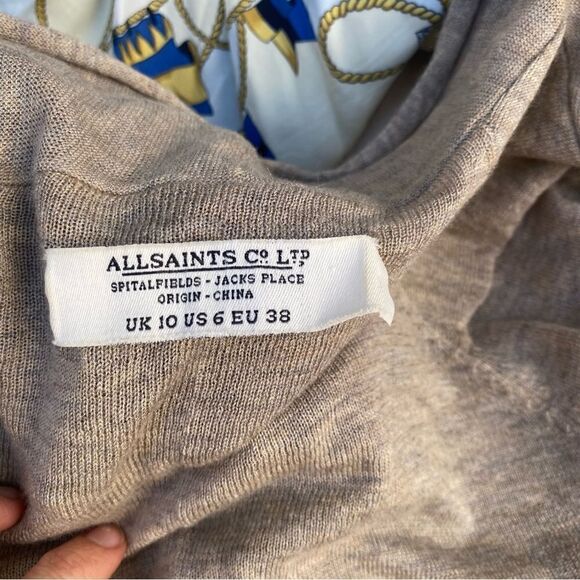 ALLSAINTS Cº LTD
SPITALFIELDS - JACKS PLACE
ORIGIN - CHINA
UK 10 US 6 EU 38